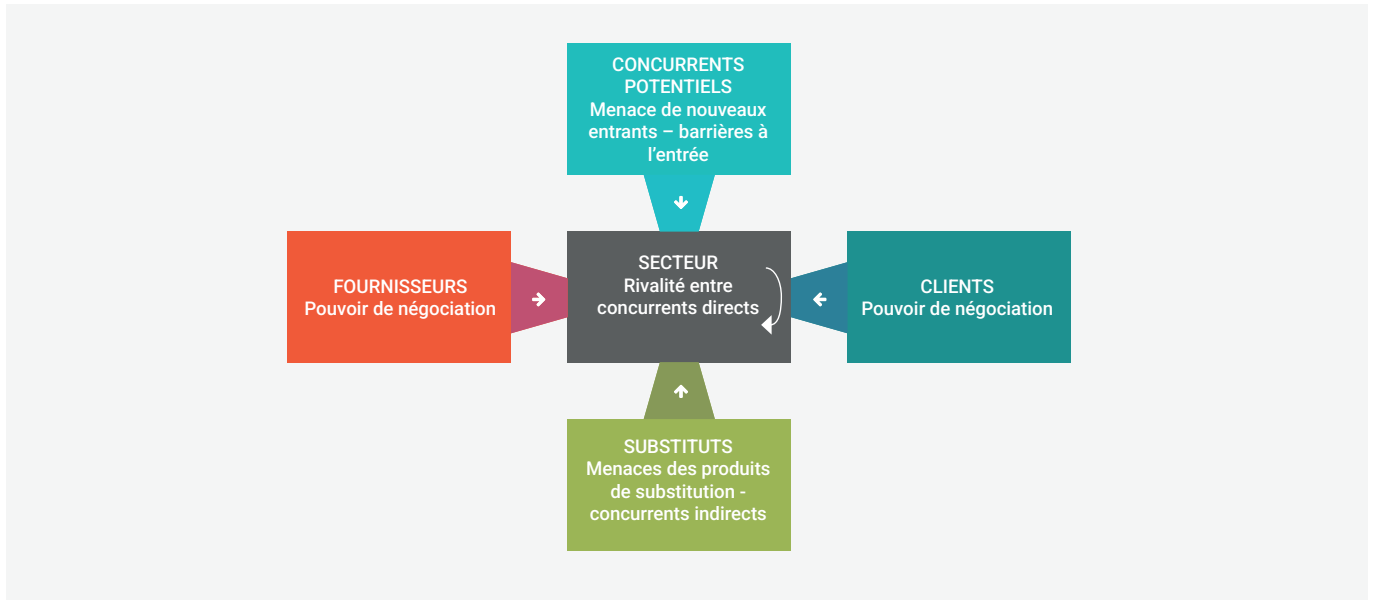 CONCURRENTS
POTENTIELS
Menace de nouveaux
entrants – barrières à
l’entrée
FOURNISSEURS
Pouvoir de négociation
SECTEUR
Rivalité entre
concurrents directs
CLIENTS
Pouvoir de négociation
SUBSTITUTS
Menaces des produits
de substitution -
concurrents indirects